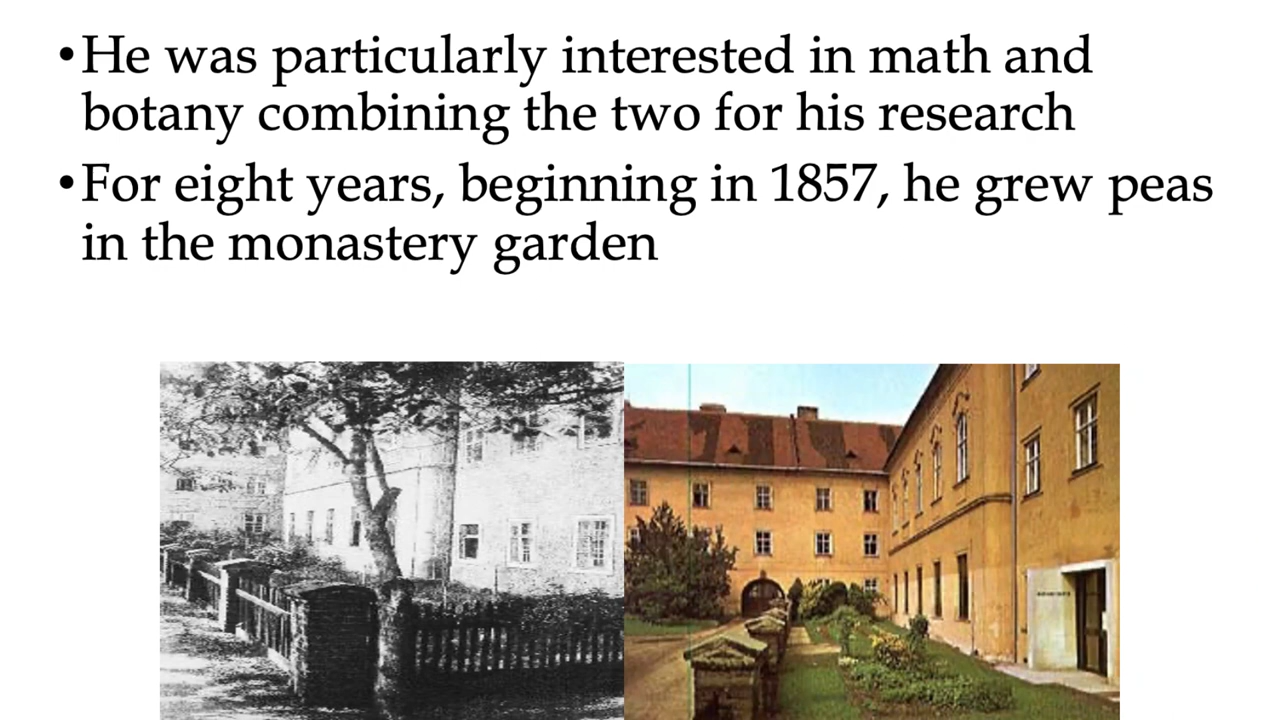 •He was particularly interested in math and
botany combining the two for his research
•For eight years, beginning in 1857, he grew peas
in the monastery garden